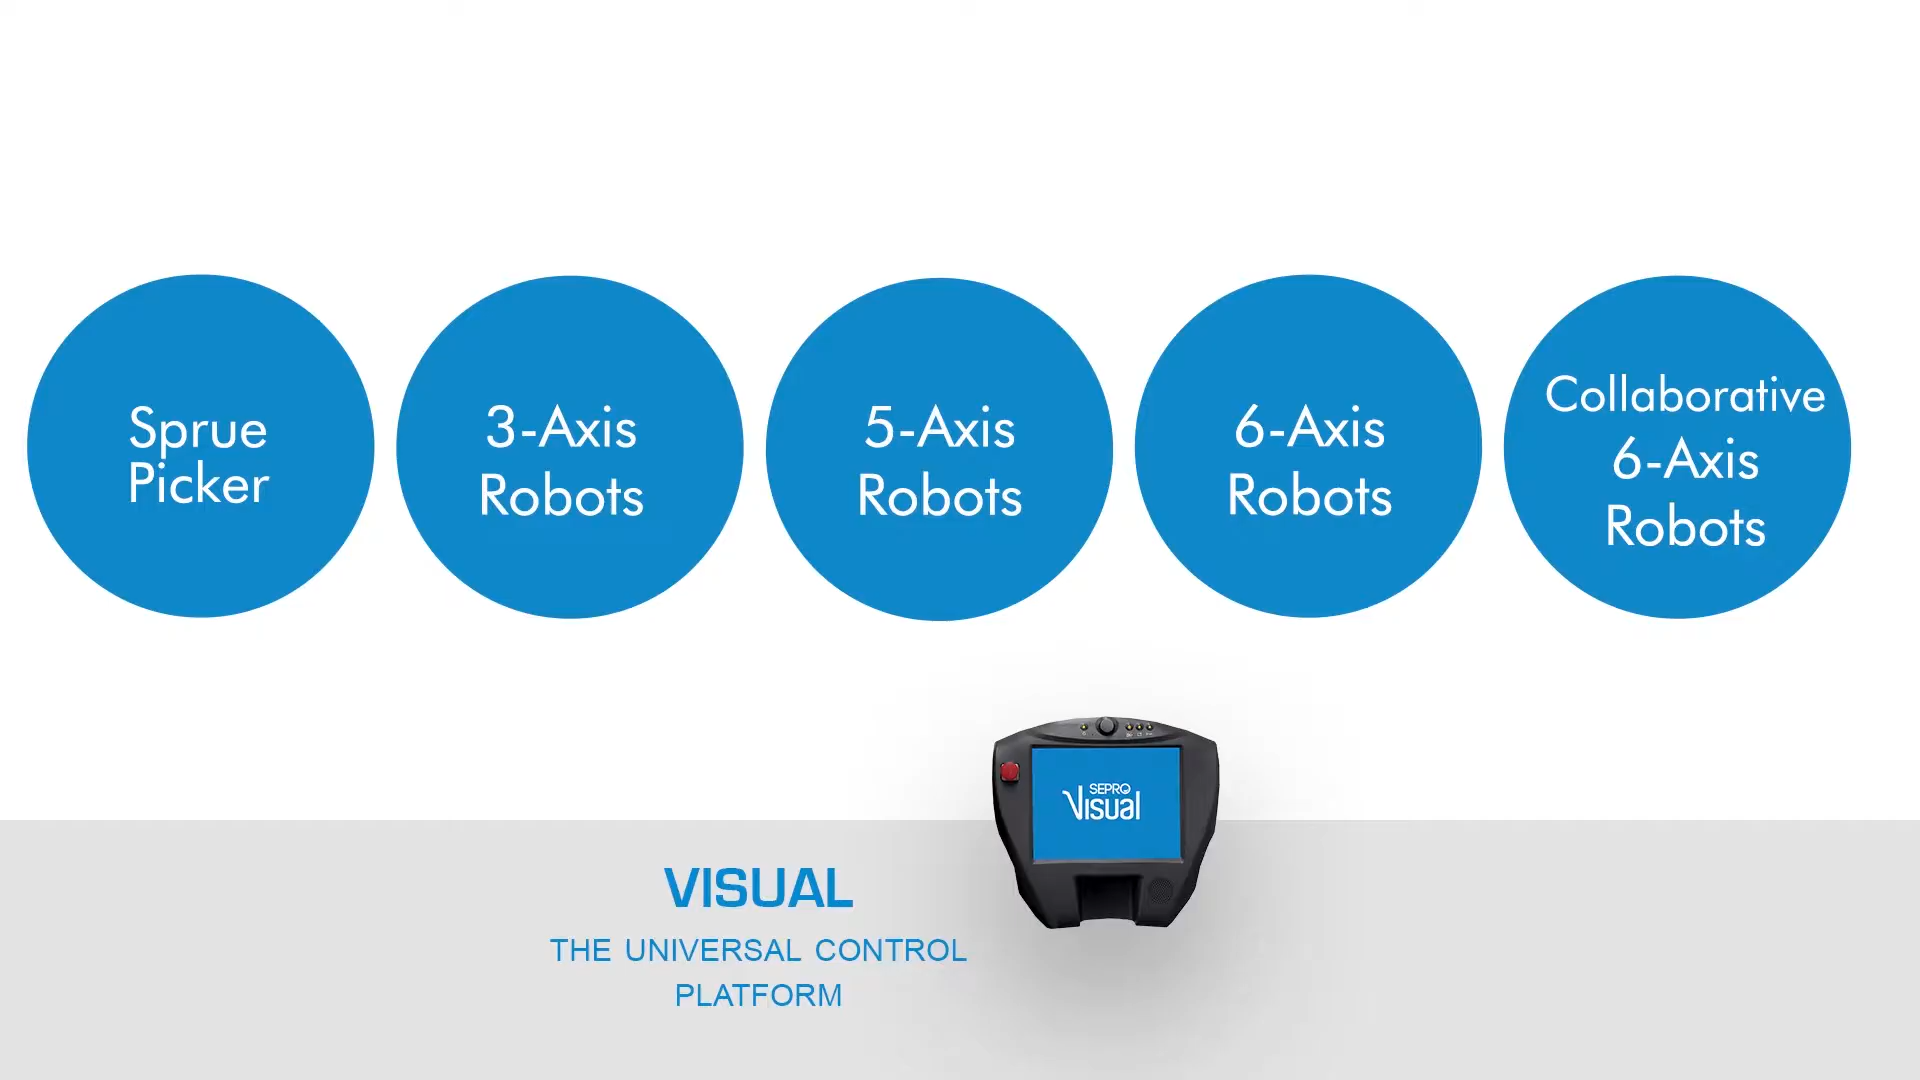 Sprue
Picker
3-Axis
Robots
5-Axis
Robots
6-Axis
Robots
Collaborative
6-Axis
Robots
SEPRO
Visual
VISUAL
THE UNIVERSAL CONTROL
PLATFORM